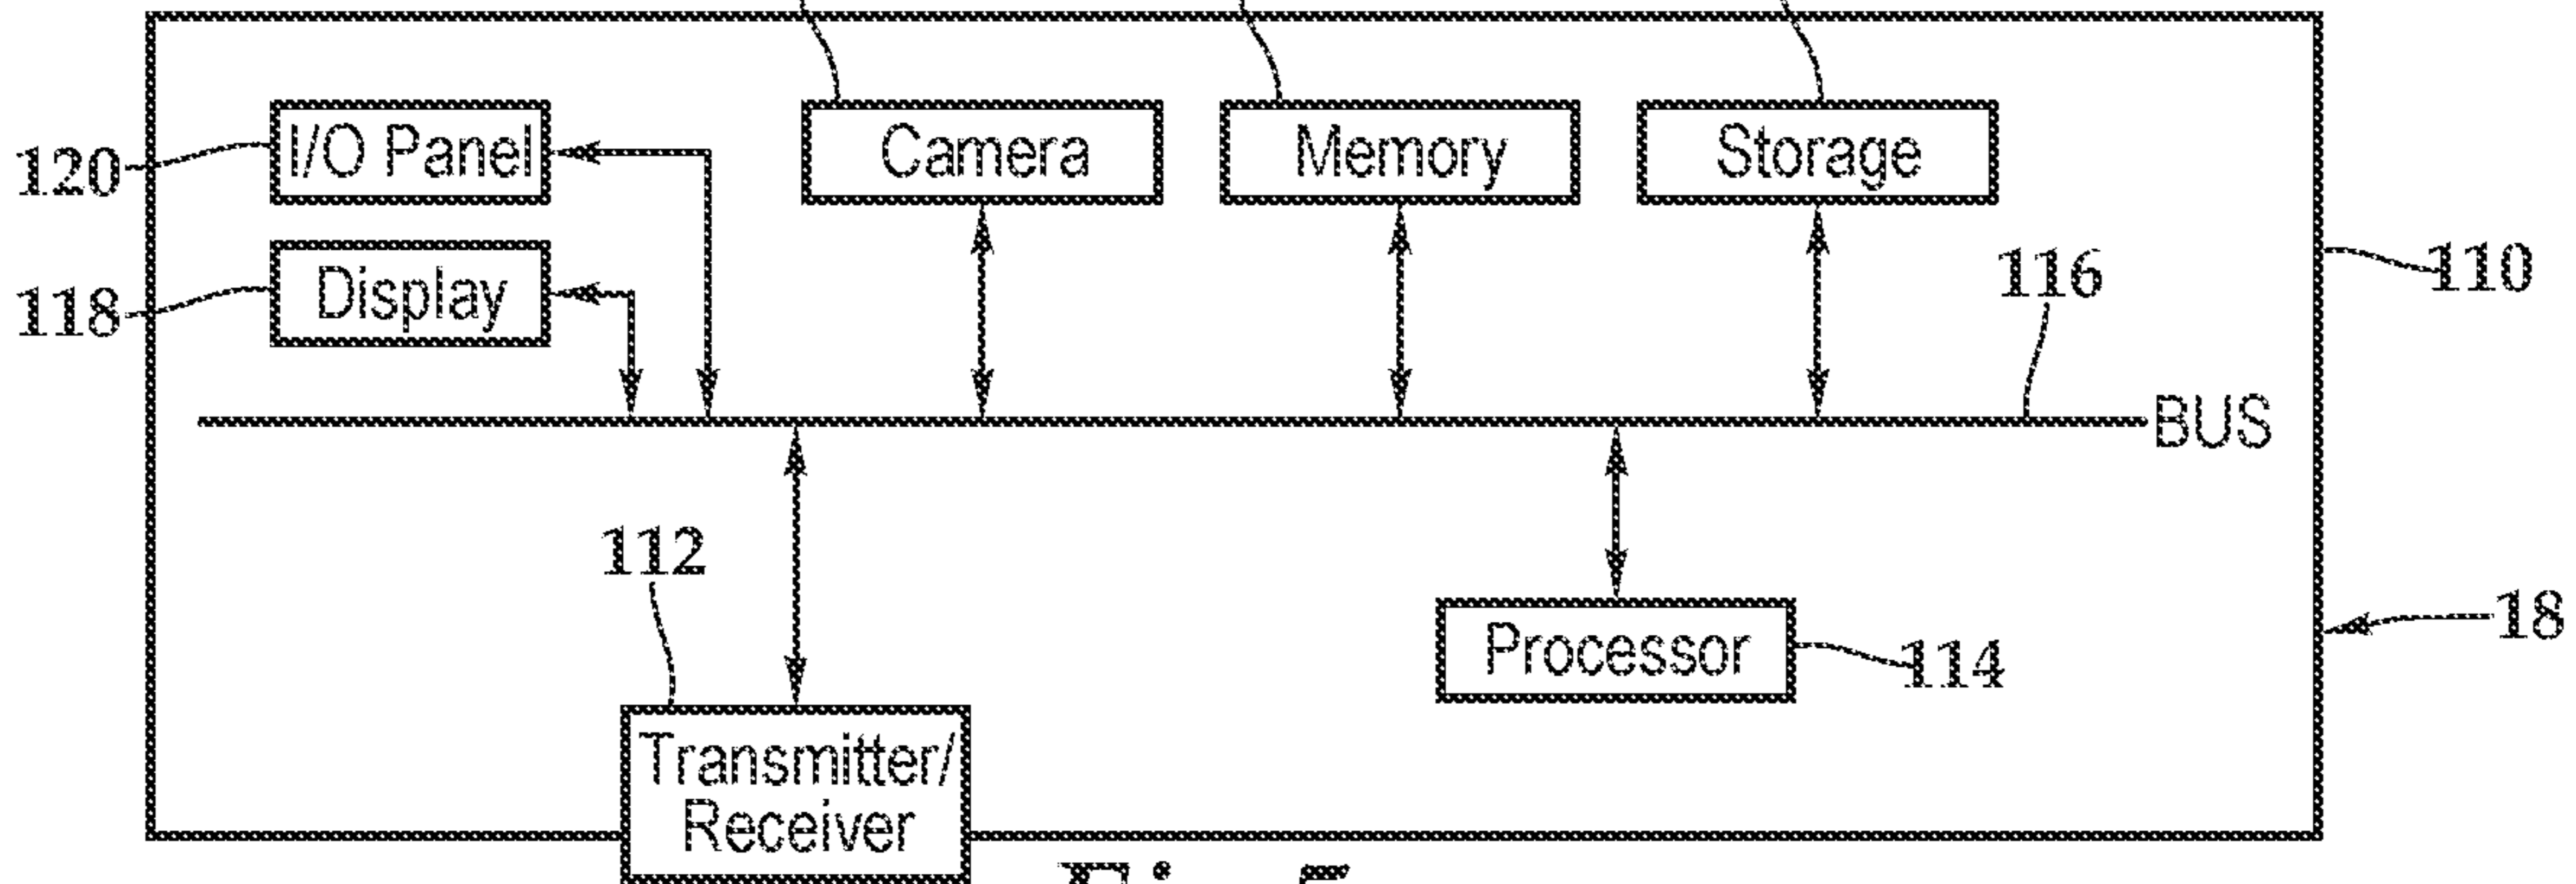 120
I/O Panel
Camera
Memory
Storage
118
Display
116
110
BUS
112
18
Processor
114
Transmitter/
Receiver